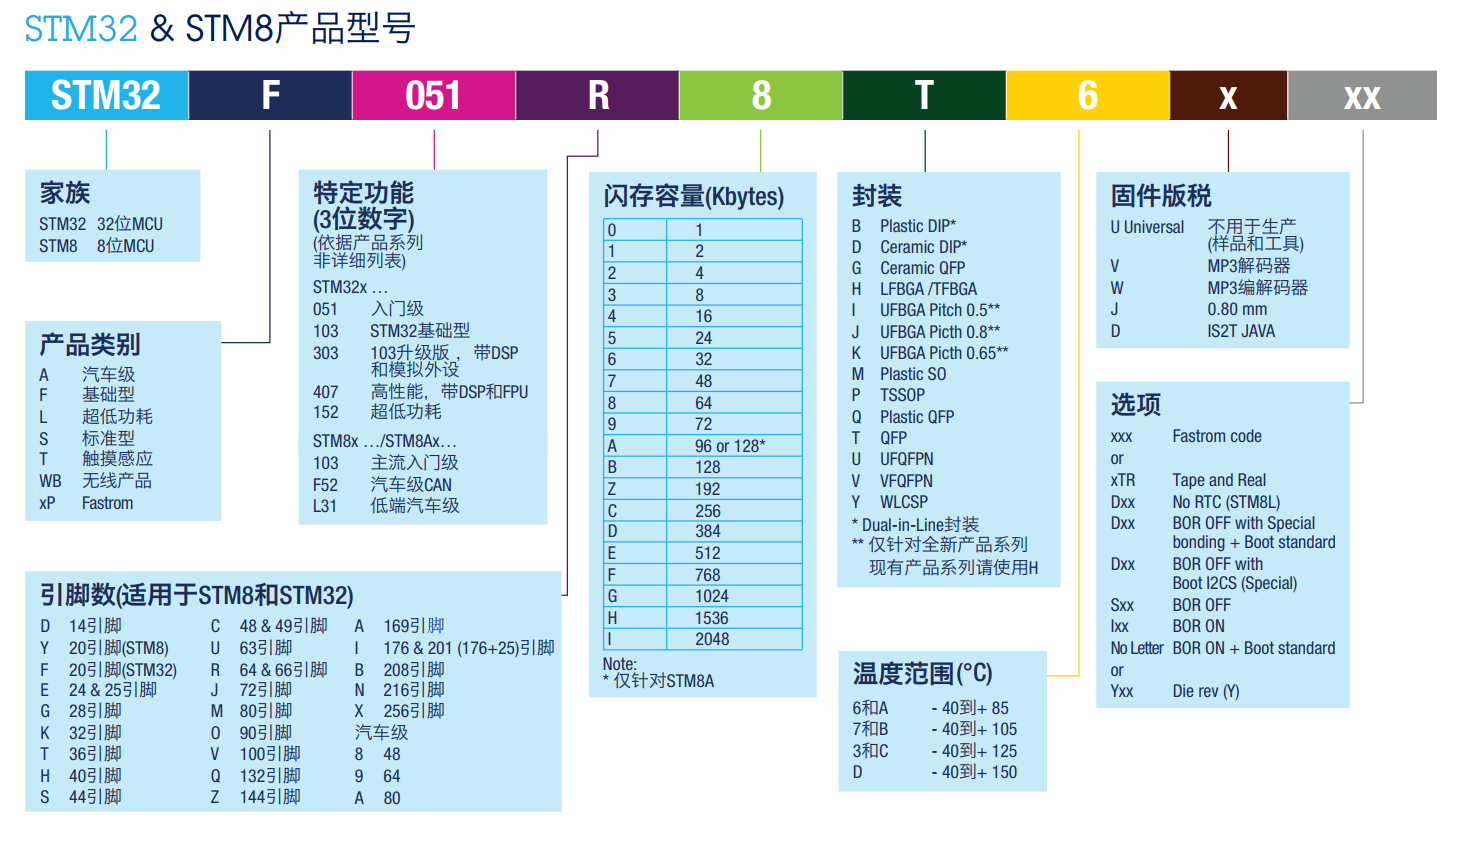 STM32 & STM8产品型号
STM32 F 051 R 8 T 6 x xx
家族
STM32 32位MCU
STM8 8位MCU
产品类别
A 汽车级
F 基础型
L 超低功耗
S 标准型
T 触摸感应
WB 无线产品
xP Fastrom
特定功能
(3位数字)
(依据产品系列
非详细列表)
STM32x ...
051 入门级
103 STM32基础型
303 103升级版，带DSP
和模拟外设
407 高性能，带DSP和FPU
152 超低功耗
STM8x .../STM8Ax...
103 主流入门级
F52 汽车级CAN
L31 低端汽车级
引脚数(适用于STM8和STM32)
D 14引脚
Y 20引脚(STM8)
F 20引脚(STM32)
E 24 & 25引脚
G 28引脚
K 32引脚
T 36引脚
H 40引脚
S 44引脚
C 48 & 49引脚
U 63引脚
R 64 & 66引脚
J 72引脚
M 80引脚
O 90引脚
V 100引脚
Q 132引脚
Z 144引脚
A 169引脚
I 176 & 201 (176+25)引脚
B 208引脚
N 216引脚
X 256引脚
汽车级
8 48
9 64
A 80
闪存容量(Kbytes)
0 1
1 2
2 4
3 8
4 16
5 24
6 32
7 48
8 64
9 72
A 96 or 128*
B 128
Z 192
C 256
D 384
E 512
F 768
G 1024
H 1536
I 2048
Note:
* 仅针对STM8A
封装
B Plastic DIP*
D Ceramic DIP*
G Ceramic QFP
H LFBGA /TFBGA
I UFBGA Pitch 0.5**
J UFBGA Picth 0.8**
K UFBGA Picth 0.65**
M Plastic SO
P TSSOP
Q Plastic QFP
T QFP
U UFQFPN
V VFQFPN
Y WLCSP
* Dual-in-Line封装
** 仅针对全新产品系列
现有产品系列请使用H
温度范围(°C)
6和A - 40到+ 85
7和B - 40到+ 105
3和C - 40到+ 125
D - 40到+ 150
固件版税
U Universal 不用于生产
(样品和工具)
V MP3解码器
W MP3编解码器
J 0.80 mm
D IS2T JAVA
选项
xxx Fastrom code
or
xTR Tape and Real
Dxx No RTC (STM8L)
Dxx BOR OFF with Special
bonding + Boot standard
Dxx BOR OFF with
Boot I2CS (Special)
Sxx BOR OFF
Ixx BOR ON
No Letter BOR ON + Boot standard
or
Yxx Die rev (Y)